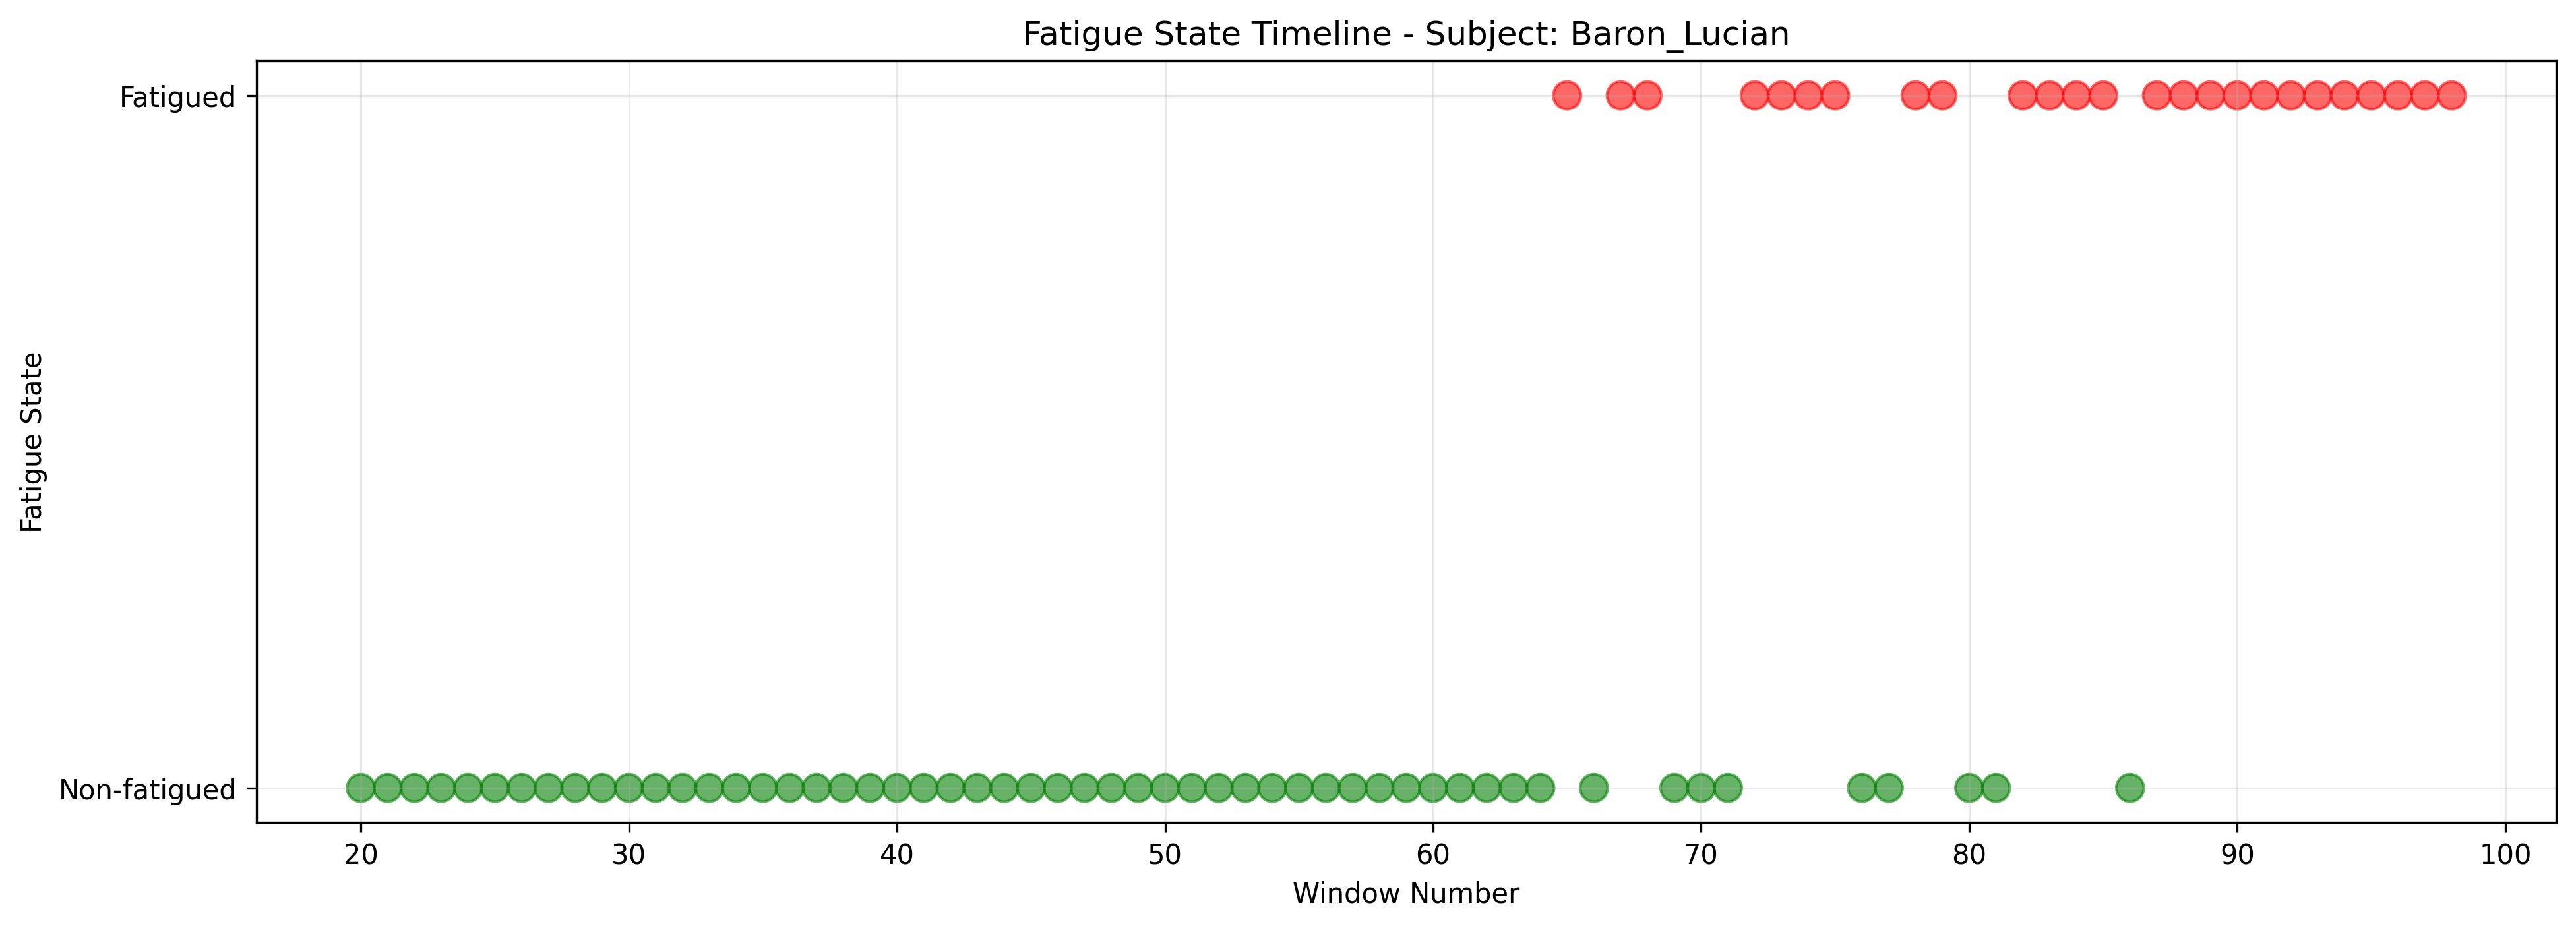 Fatigue State Timeline - Subject: Baron_Lucian
Fatigued
Fatigue State
Non-fatigued
20 30 40 50 60 70 80 90 100
Window Number